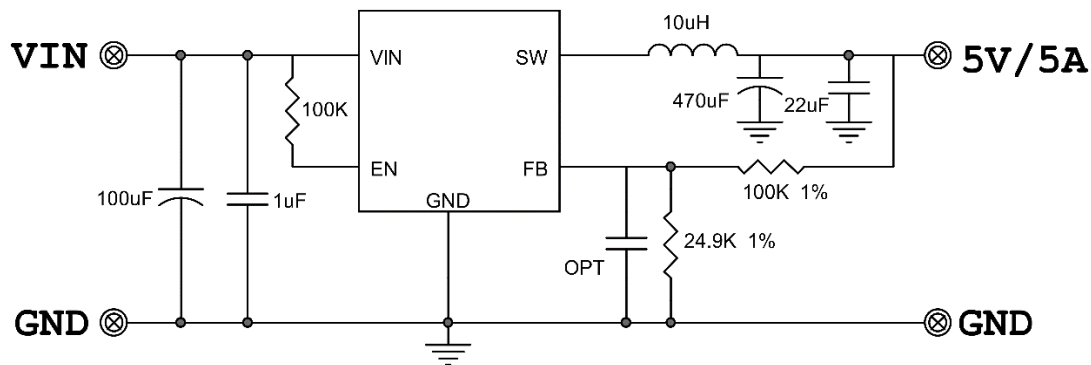 10uH
VIN
VIN
SW
5V/5A
470uF
22uF
100K
EN
FB
100K 1%
100uF
1uF
GND
24.9K 1%
OPT
GND
GND